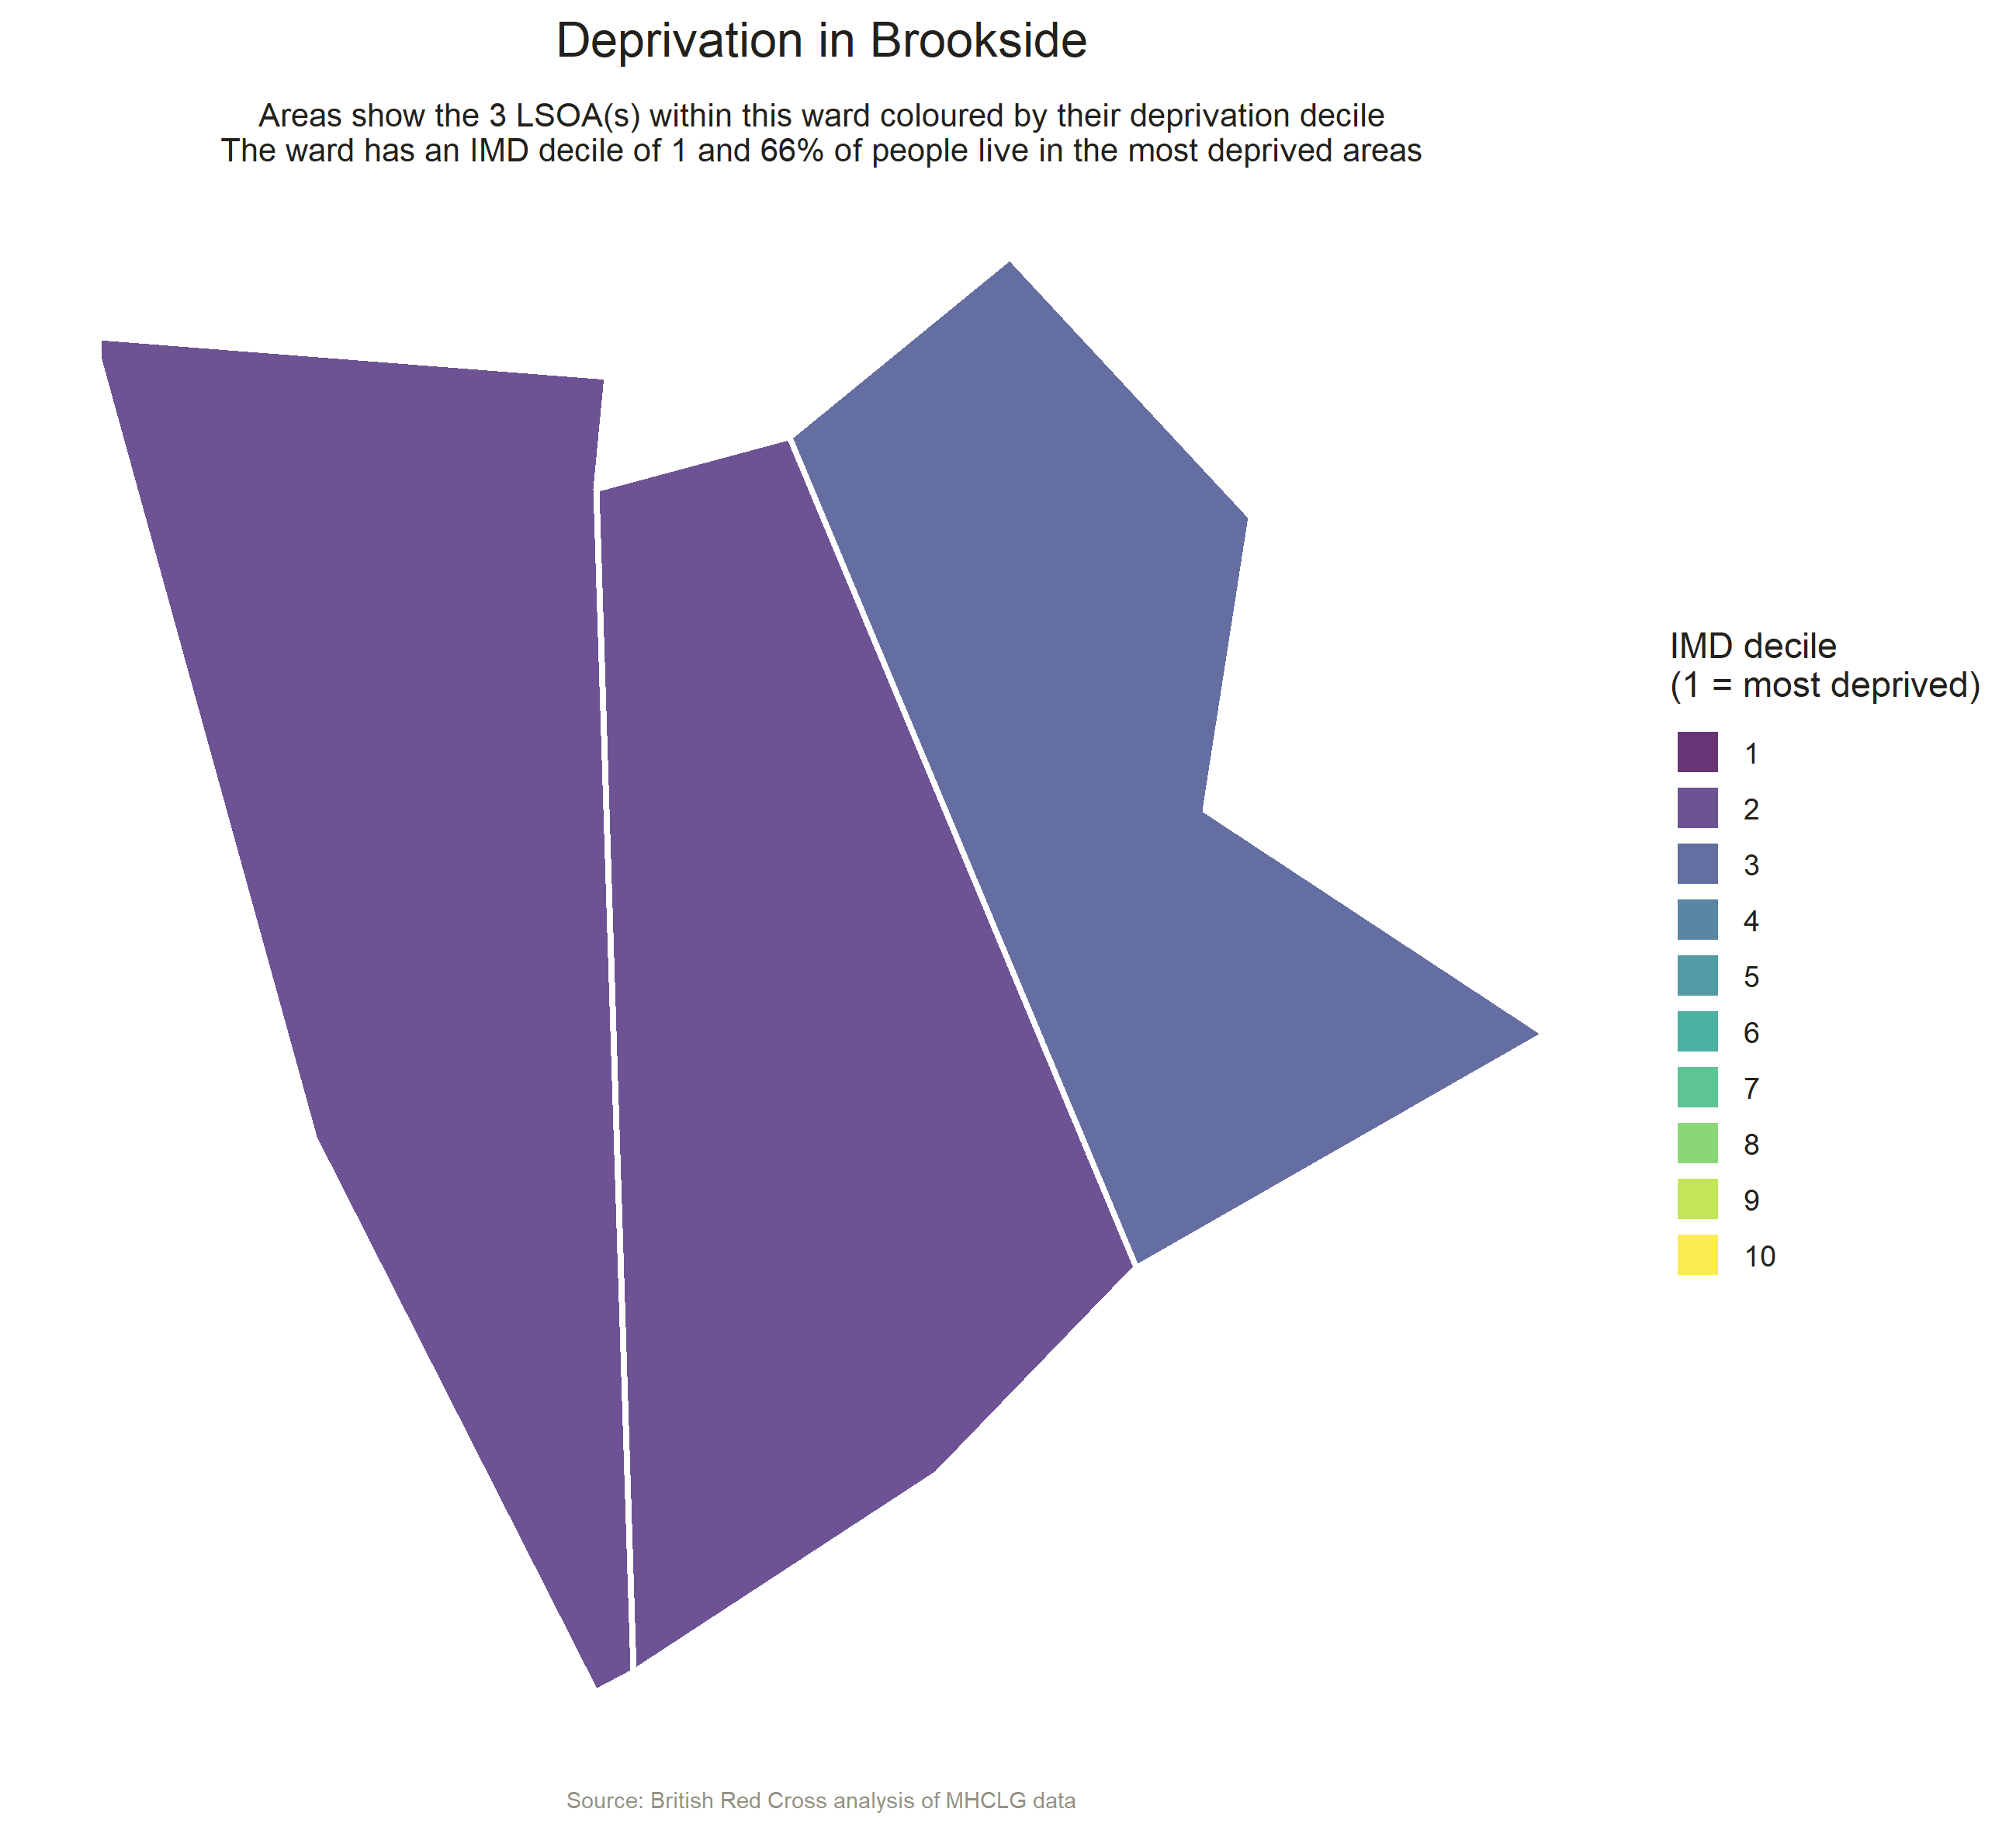 Deprivation in Brookside
Areas show the 3 LSOA(s) within this ward coloured by their deprivation decile
The ward has an IMD decile of 1 and 66% of people live in the most deprived areas
IMD decile
(1 = most deprived)
1
2
3
4
5
6
7
8
9
10
Source: British Red Cross analysis of MHCLG data